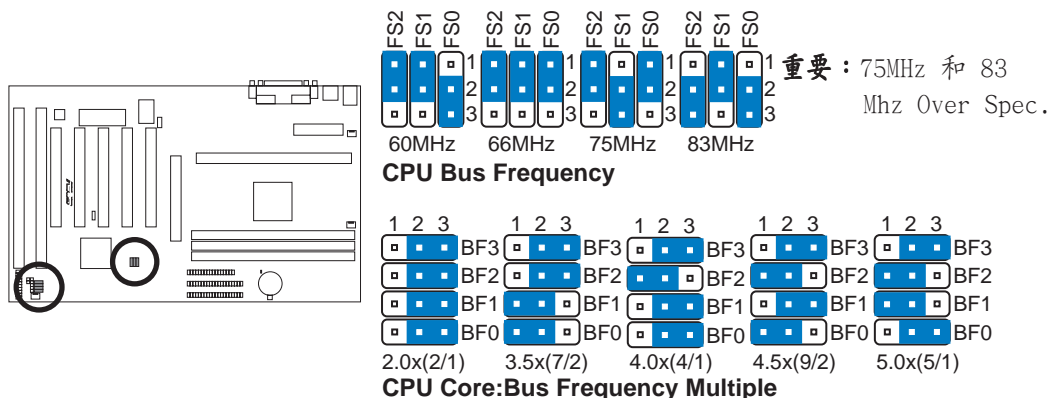 FS2 FS1 FS0 FS2 FS1 FS0 FS2 FS1 FS0 FS2 FS1 FS0
1 1 1 1
2 2 2 2
3 3 3 3
60MHz 66MHz 75MHz 83MHz
CPU Bus Frequency
重要：75MHz 和 83
Mhz Over Spec.
1 2 3 1 2 3 1 2 3 1 2 3 1 2 3
BF3 BF3 BF3 BF3 BF3
BF2 BF2 BF2 BF2 BF2
BF1 BF1 BF1 BF1 BF1
BF0 BF0 BF0 BF0 BF0
2.0x(2/1) 3.5x(7/2) 4.0x(4/1) 4.5x(9/2) 5.0x(5/1)
CPU Core:Bus Frequency Multiple